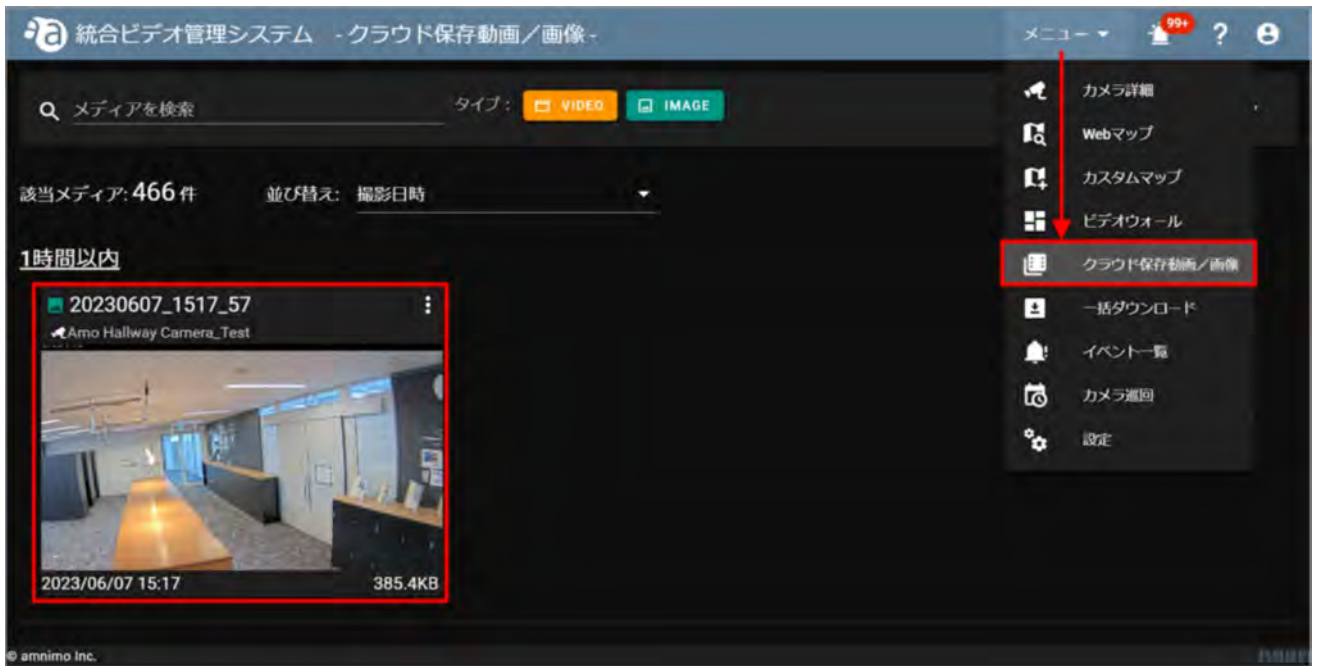 統合ビデオ管理システム - クラウド保存動画／画像 -
メニュー
99+
?
メディアを検索
タイプ :
VIDEO
IMAGE
カメラ詳細
Webマップ
カスタムマップ
ビデオウォール
クラウド保存動画／画像
一括ダウンロード
イベント一覧
カメラ巡回
設定
該当メディア: 466 件
並び替え: 撮影日時
1時間以内
20230607_1517_57
Amo Hallway Camera_Test
2023/06/07 15:17
385.4KB
© amnimo Inc.